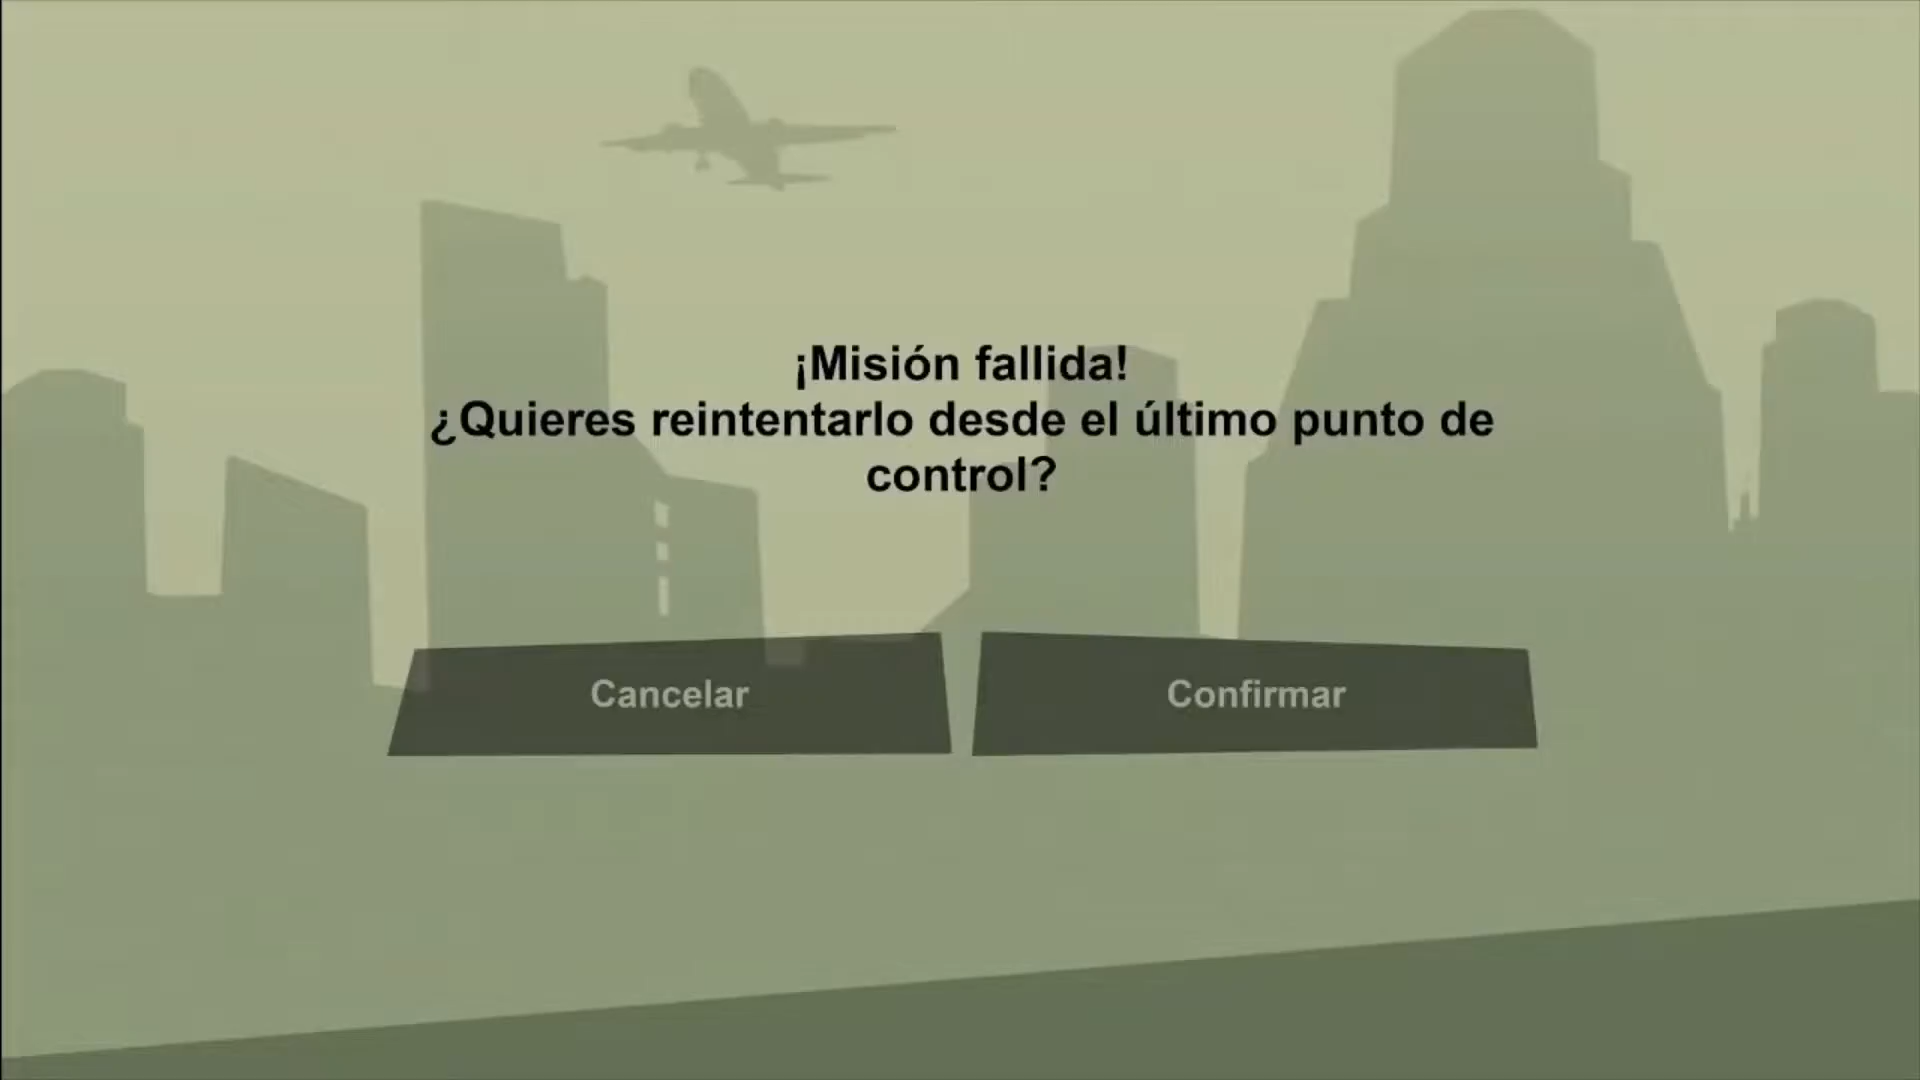 ¡Misión fallida!
¿Quieres reintentarlo desde el último punto de
control?
Cancelar
Confirmar